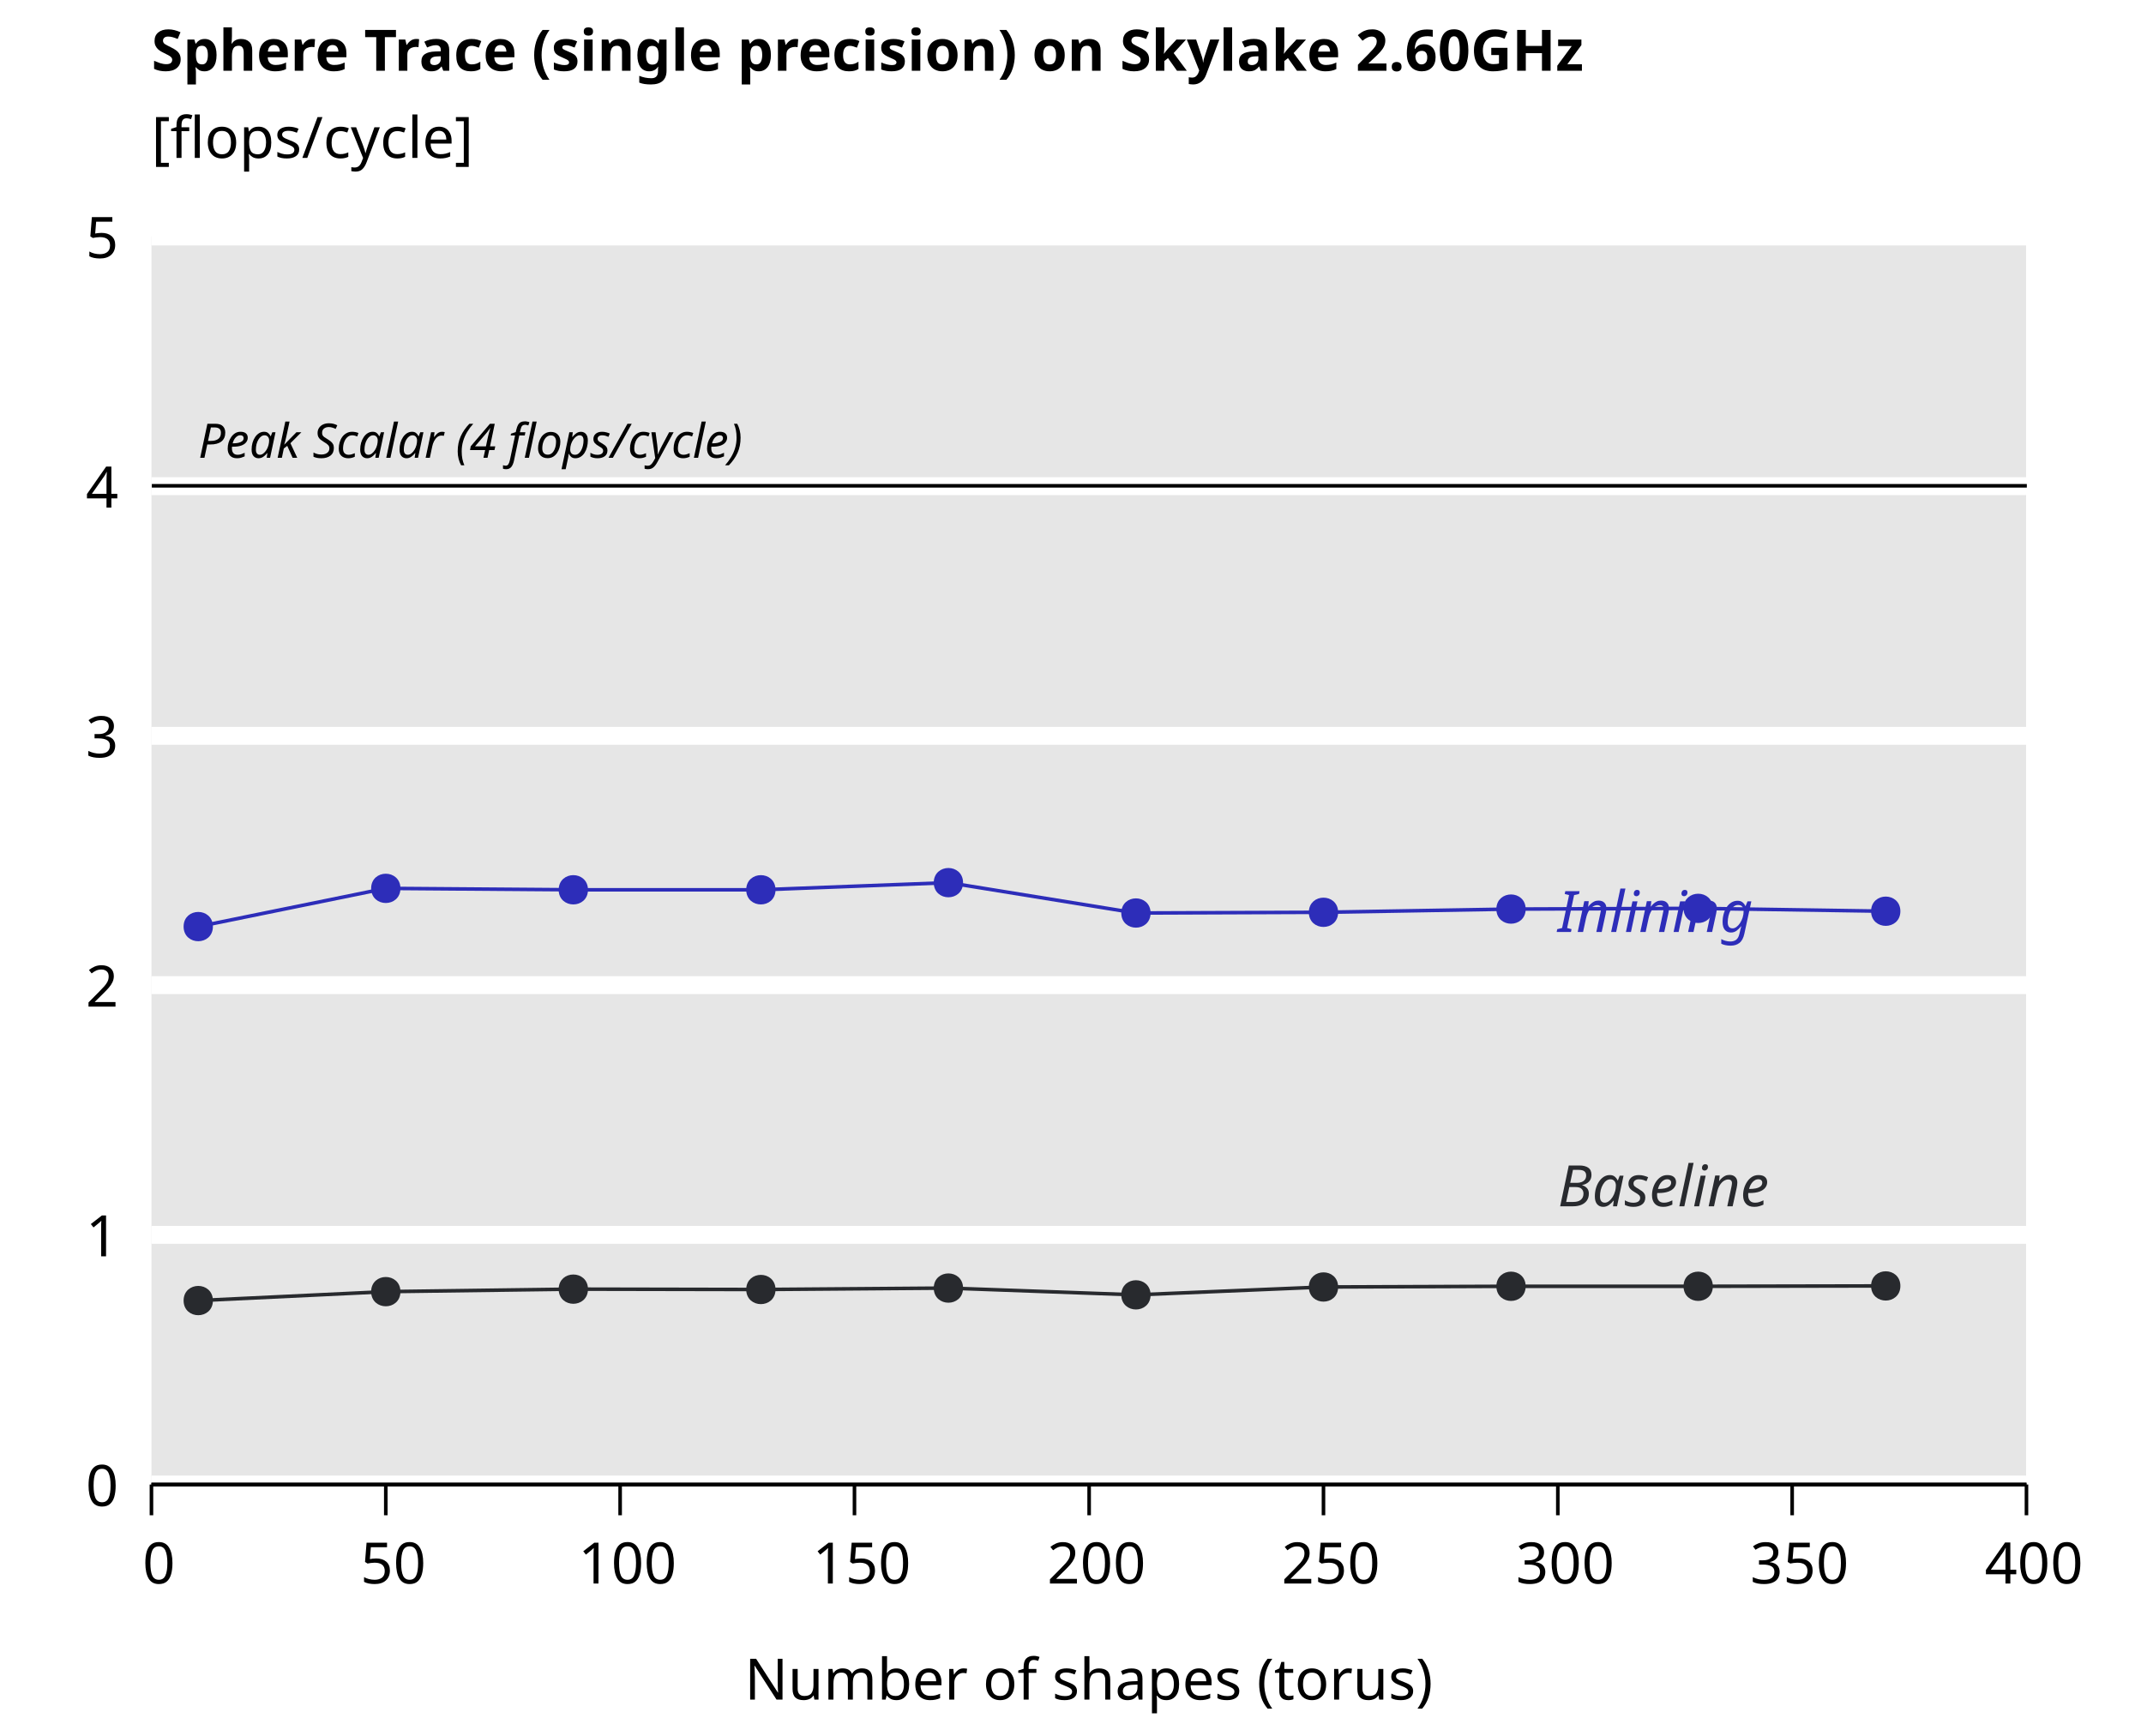 Sphere Trace (single precision) on Skylake 2.60GHz
[flops/cycle]
5
Peak Scalar (4 flops/cycle)
4
3
Inlining
2
Baseline
1
0
0 50 100 150 200 250 300 350 400
Number of shapes (torus)